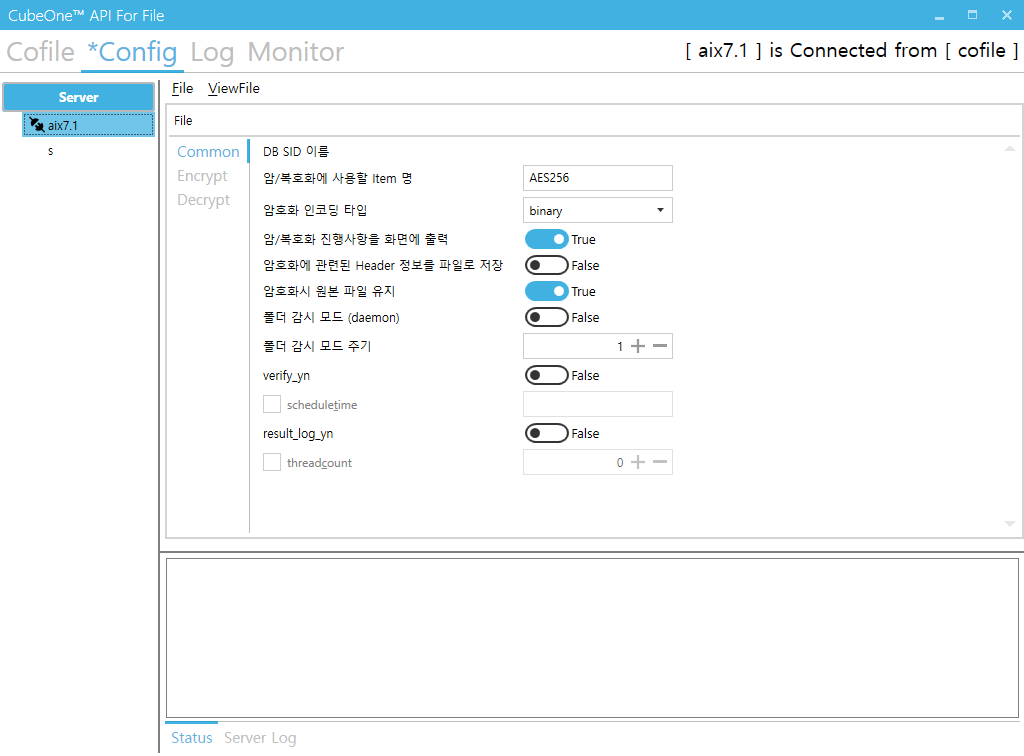 CubeOne™ API For File
Cofile *Config Log Monitor
[ aix7.1 ] is Connected from [ cofile ]
Server
aix7.1
s
File ViewFile
File
Common
Encrypt
Decrypt
DB SID 이름
암/복호화에 사용할 Item 명 AES256
암호화 인코딩 타입 binary
암/복호화 진행사항을 화면에 출력 True
암호화에 관련된 Header 정보를 파일로 저장 False
암호화시 원본 파일 유지 True
폴더 감시 모드 (daemon) False
폴더 감시 모드 주기 1
verify_yn False
scheduletime
result_log_yn False
threadcount 0
Status Server Log